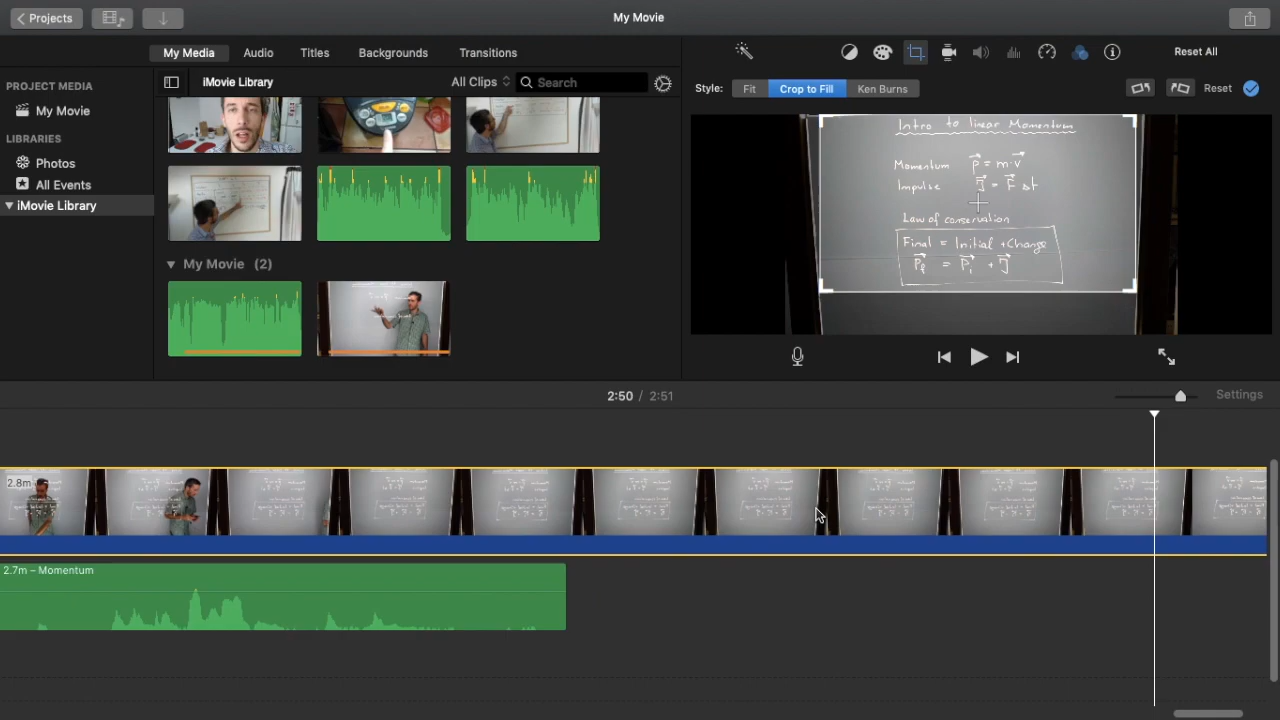 Projects
My Movie
My Media Audio Titles Backgrounds Transitions
Reset All
PROJECT MEDIA
My Movie
LIBRARIES
Photos
All Events
iMovie Library
iMovie Library
All Clips
Search
My Movie (2)
Style: Fit Crop to Fill Ken Burns
Reset
Intro to linear Momentum
Momentum p = m·v
Impulse J = F Δt
Law of conservation
Final = Initial + Change
Pf = Pi + J
2:50 / 2:51
Settings
2.8m
2.7m – Momentum